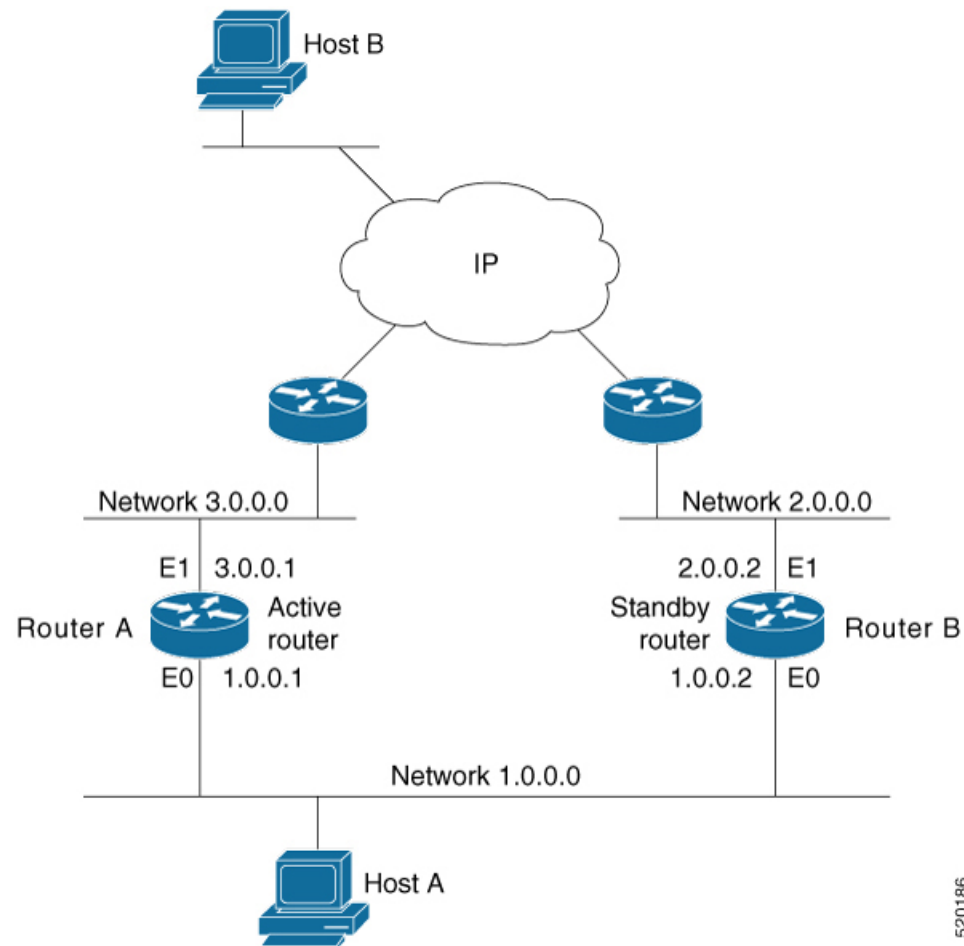 Host B
IP
Network 3.0.0.0
Network 2.0.0.0
E1 3.0.0.1
2.0.0.2 E1
Router A
Active
router
Standby
router
Router B
E0 1.0.0.1
1.0.0.2 E0
Network 1.0.0.0
Host A
520186